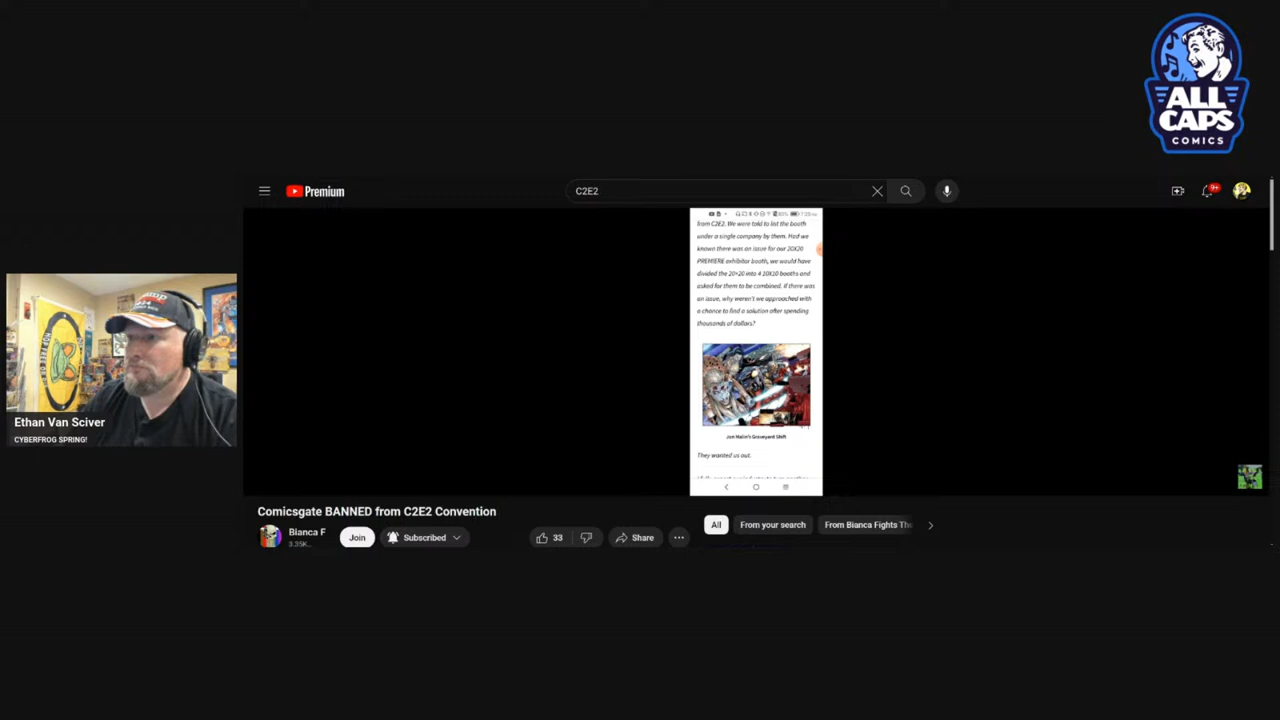 ALL
CAPS
COMICS
Premium
C2E2
9+
from C2E2. We were told to list the booth
under a single company by them. Had we
known there was an issue for our 20X20
PREMIERE exhibitor booth, we would have
divided the 20×20 into 4 10X10 booths and
asked for them to be combined. If there was
an issue, why weren't we approached with
a chance to find a solution after spending
thousands of dollars?
Jon Malin's Graveyard Shift
They wanted us out.
Ethan Van Sciver
CYBERFROG SPRING!
Comicsgate BANNED from C2E2 Convention
Bianca F
3.35K..
Join
Subscribed
33
Share
All
From your search
From Bianca Fights The